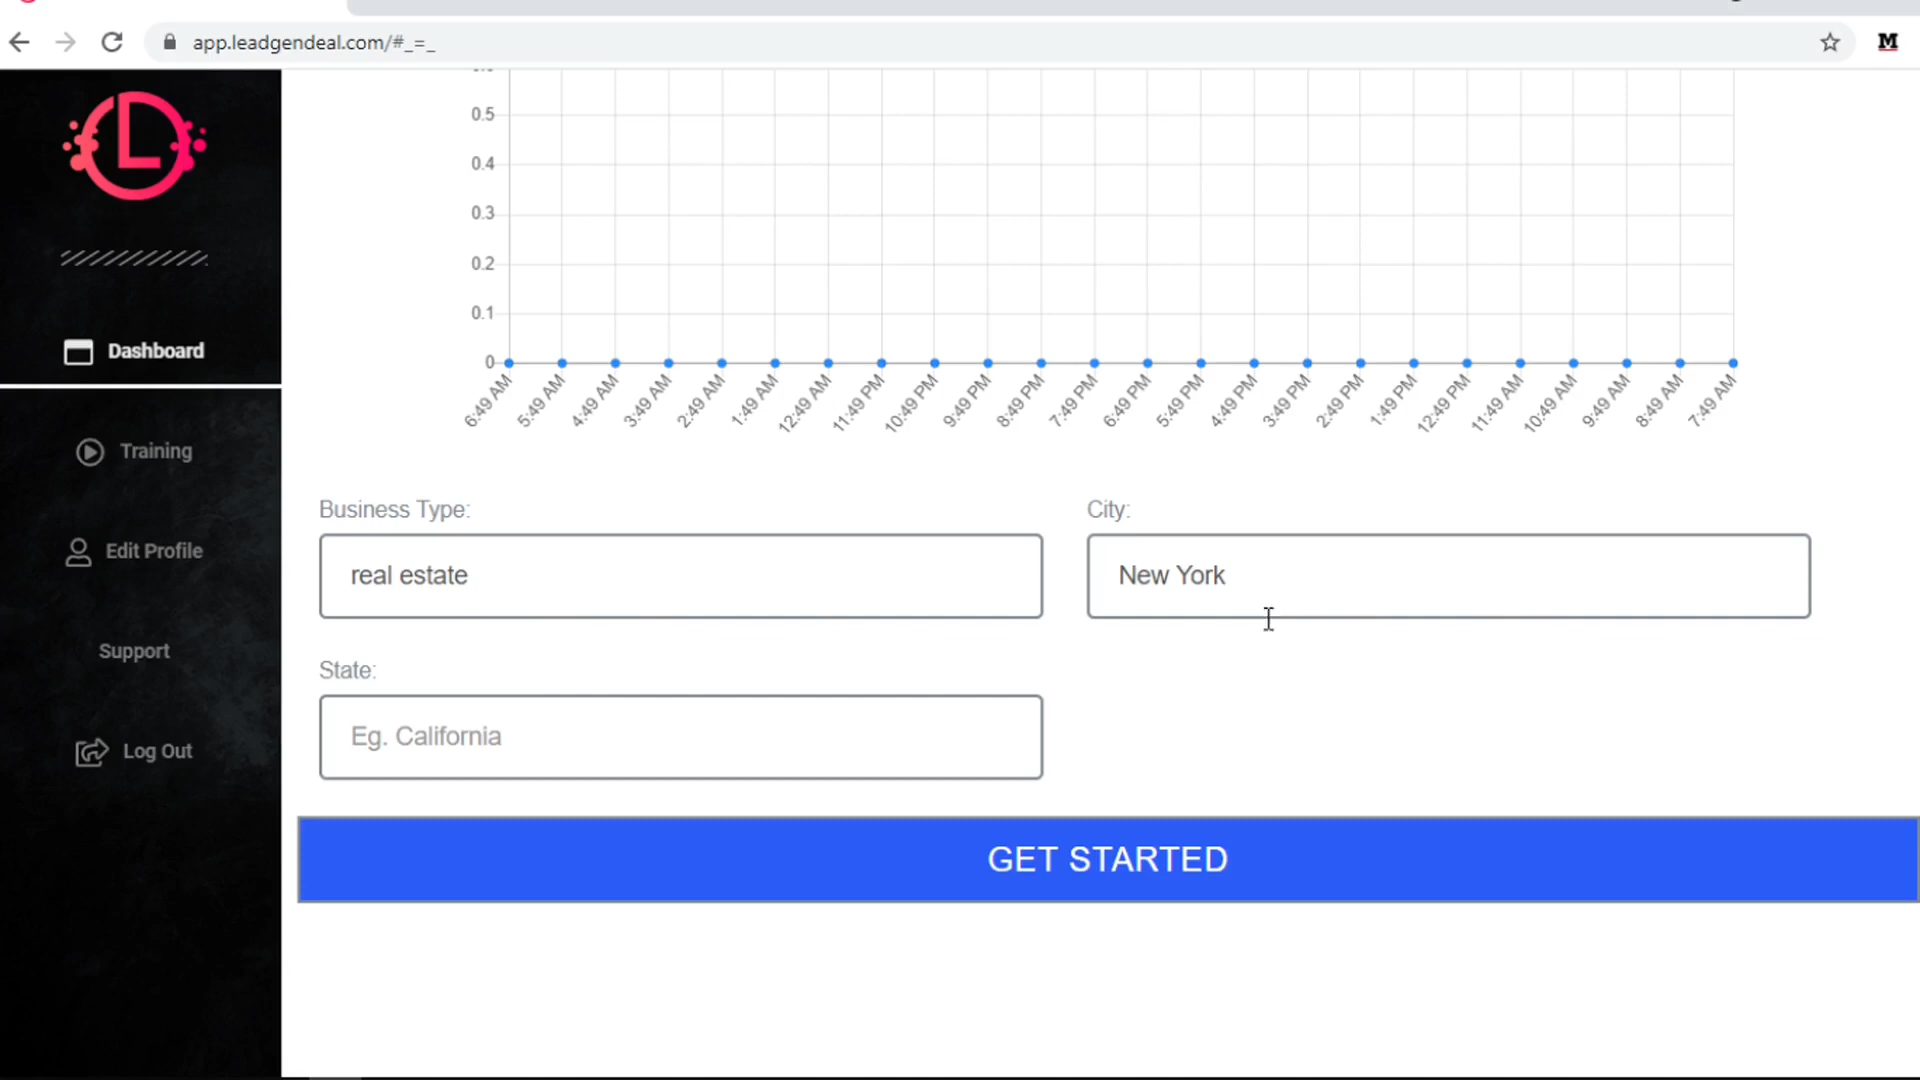 app.leadgendeal.com/#_=_
M
L
0.5
0.4
0.3
0.2
0.1
0
6:49 AM 5:49 AM 4:49 AM 3:49 AM 2:49 AM 1:49 AM 12:49 AM 11:49 PM 10:49 PM 9:49 PM 8:49 PM 7:49 PM 6:49 PM 5:49 PM 4:49 PM 3:49 PM 2:49 PM 1:49 PM 12:49 PM 11:49 AM 10:49 AM 9:49 AM 8:49 AM 7:49 AM
Dashboard
Training
Edit Profile
Support
Log Out
Business Type:
City:
real estate
New York
State:
Eg. California
GET STARTED